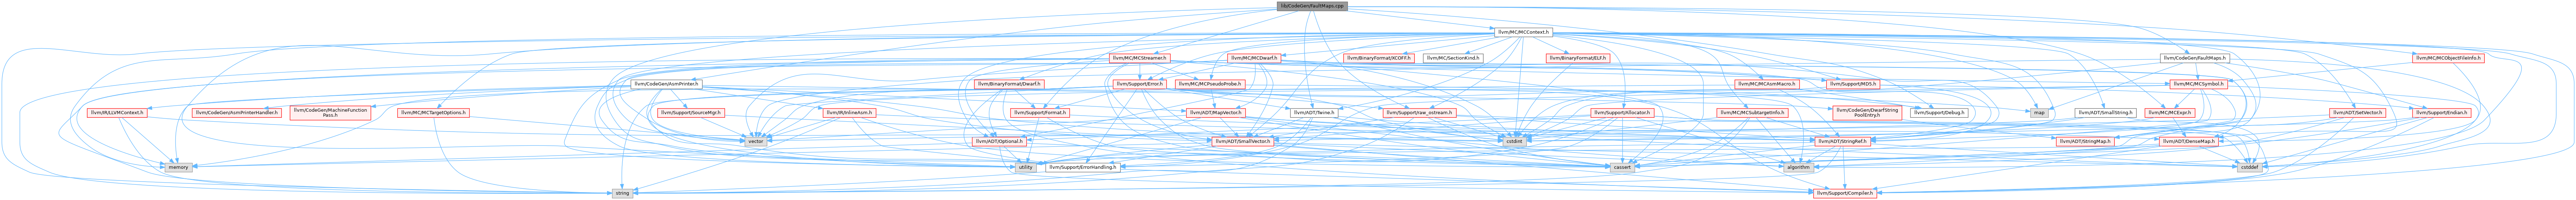 lib/CodeGen/FaultMaps.cpp
llvm/MC/MCContext.h
llvm/MC/MCStreamer.h
llvm/MC/MCDwarf.h
llvm/BinaryFormat/XCOFF.h
llvm/MC/SectionKind.h
llvm/BinaryFormat/ELF.h
llvm/CodeGen/FaultMaps.h
llvm/MC/MCObjectFileInfo.h
llvm/CodeGen/AsmPrinter.h
llvm/BinaryFormat/Dwarf.h
llvm/Support/Error.h
llvm/MC/MCPseudoProbe.h
llvm/MC/MCAsmMacro.h
llvm/Support/MD5.h
llvm/MC/MCSymbol.h
llvm/IR/LLVMContext.h
llvm/CodeGen/AsmPrinterHandler.h
llvm/CodeGen/MachineFunction
Pass.h
llvm/MC/MCTargetOptions.h
llvm/Support/SourceMgr.h
llvm/IR/InlineAsm.h
llvm/Support/Format.h
llvm/ADT/MapVector.h
llvm/ADT/Twine.h
llvm/Support/raw_ostream.h
llvm/Support/Allocator.h
llvm/MC/MCSubtargetInfo.h
llvm/CodeGen/DwarfString
PoolEntry.h
llvm/Support/Debug.h
map
llvm/ADT/SmallString.h
llvm/MC/MCExpr.h
llvm/ADT/SetVector.h
llvm/Support/Endian.h
vector
llvm/ADT/Optional.h
llvm/ADT/SmallVector.h
cstdint
llvm/ADT/StringRef.h
llvm/ADT/StringMap.h
llvm/ADT/DenseMap.h
memory
utility
llvm/Support/ErrorHandling.h
cassert
algorithm
cstddef
string
llvm/Support/Compiler.h